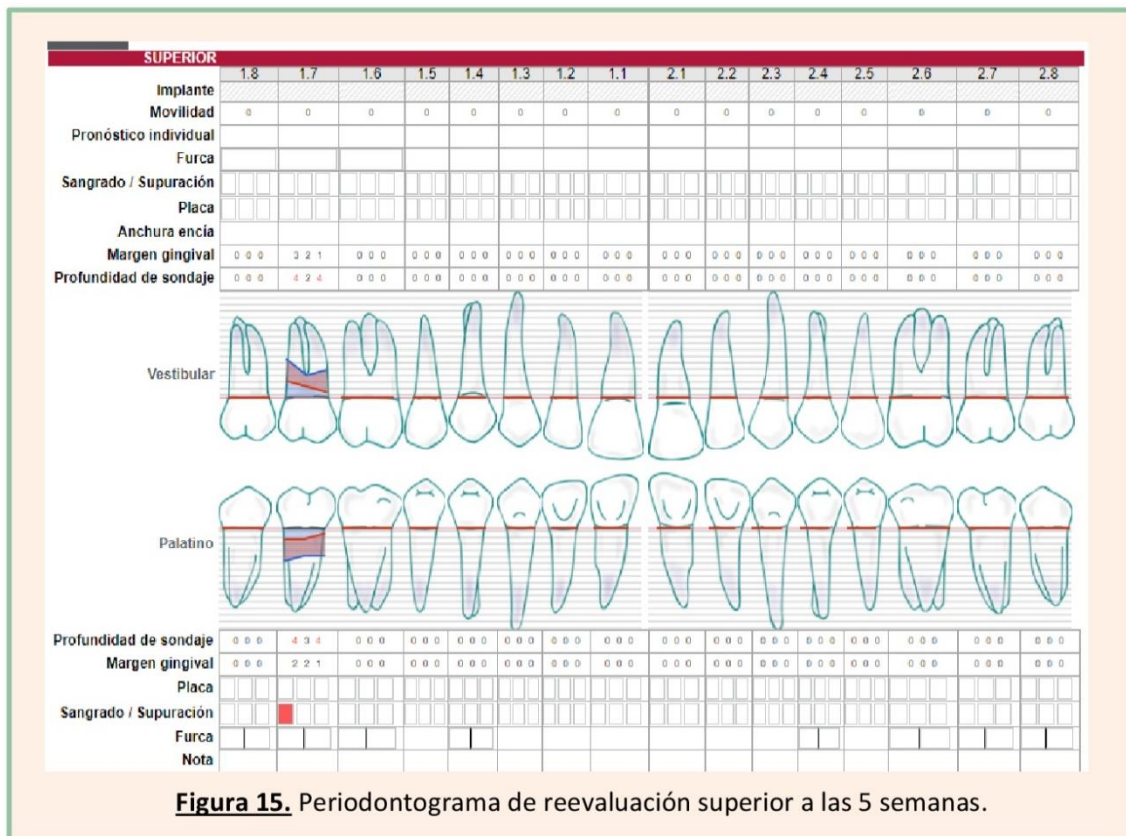 SUPERIOR
1.8 1.7 1.6 1.5 1.4 1.3 1.2 1.1 2.1 2.2 2.3 2.4 2.5 2.6 2.7 2.8
Implante
Movilidad 0 0 0 0 0 0 0 0 0 0 0 0 0 0 0 0
Pronóstico individual
Furca
Sangrado / Supuración
Placa
Anchura encía
Margen gingival 0 0 0 3 2 1 0 0 0 0 0 0 0 0 0 0 0 0 0 0 0 0 0 0 0 0 0 0 0 0 0 0 0 0 0 0 0 0 0 0 0 0 0 0 0 0 0 0
Profundidad de sondaje 0 0 0 4 2 4 0 0 0 0 0 0 0 0 0 0 0 0 0 0 0 0 0 0 0 0 0 0 0 0 0 0 0 0 0 0 0 0 0 0 0 0 0 0 0 0 0 0
Vestibular
Palatino
Profundidad de sondaje 0 0 0 4 3 4 0 0 0 0 0 0 0 0 0 0 0 0 0 0 0 0 0 0 0 0 0 0 0 0 0 0 0 0 0 0 0 0 0 0 0 0 0 0 0 0 0 0
Margen gingival 0 0 0 2 2 1 0 0 0 0 0 0 0 0 0 0 0 0 0 0 0 0 0 0 0 0 0 0 0 0 0 0 0 0 0 0 0 0 0 0 0 0 0 0 0 0 0 0
Placa
Sangrado / Supuración
Furca
Nota
Figura 15. Periodontograma de reevaluación superior a las 5 semanas.